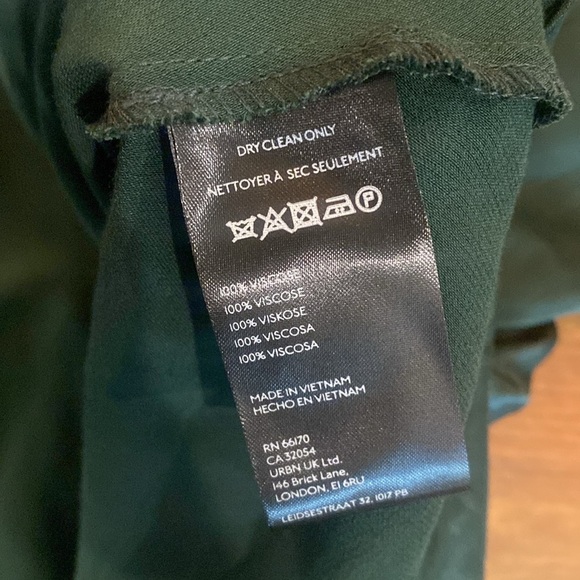 DRY CLEAN ONLY
NETTOYER À SEC SEULEMENT
P
100% VISCOSE
100% VISCOSE
100% VISKOSE
100% VISCOSA
100% VISCOSA
MADE IN VIETNAM
HECHO EN VIETNAM
RN 66170
CA 32054
URBN UK Ltd.
146 Brick Lane,
LONDON, E1 6RU
LEIDSESTRAAT 32, 1017 PB